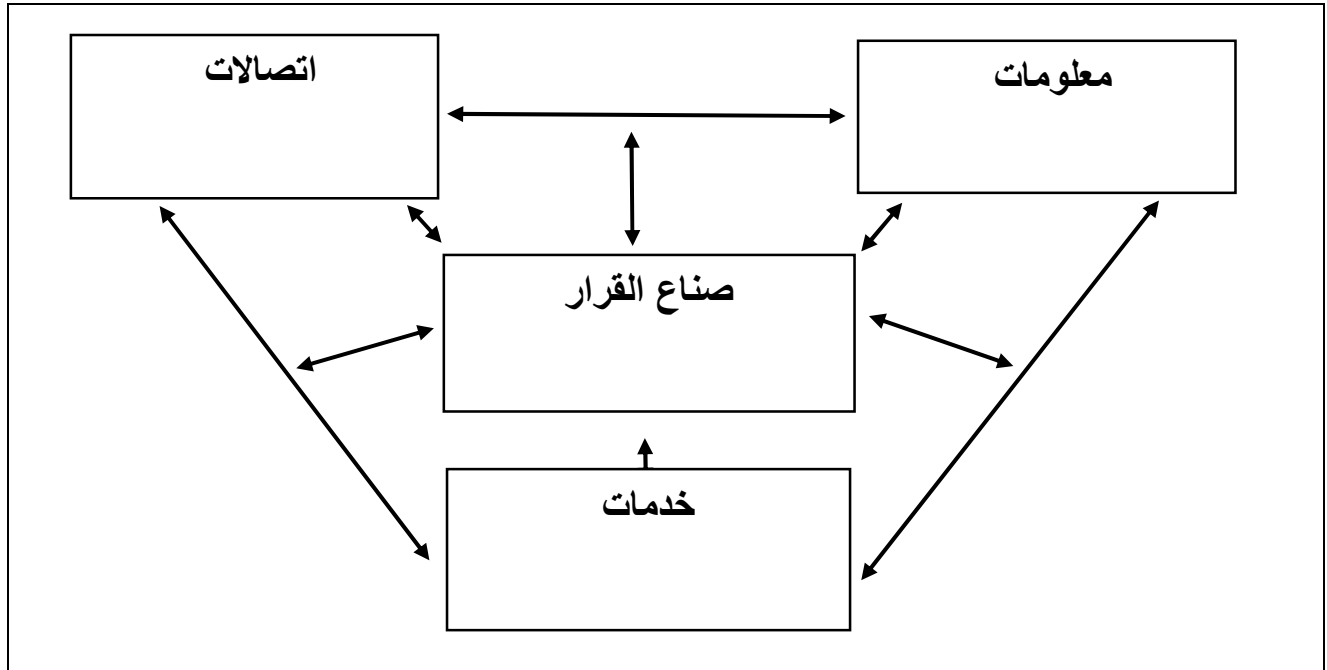 معلومات
اتصالات
صناع القرار
خدمات